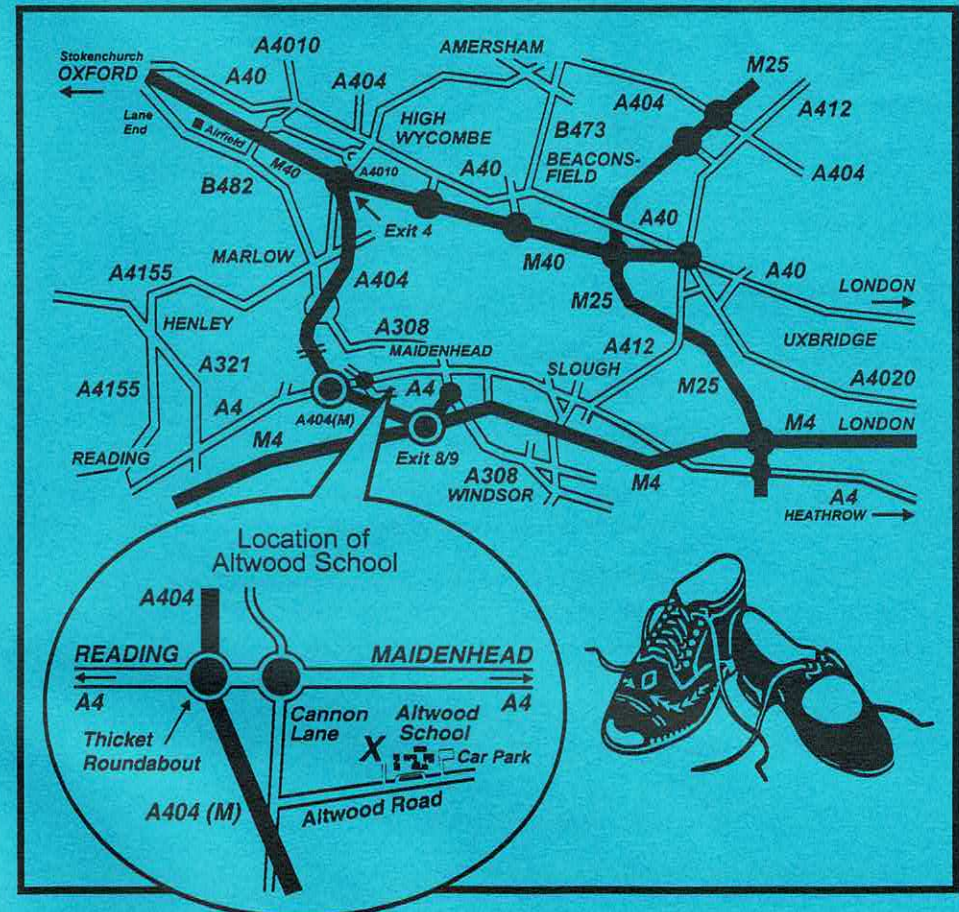 Stokenchurch
OXFORD
A4010
A40
A404
AMERSHAM
M25
A404
A412
Lane
End
Airfield
HIGH
WYCOMBE
B473
M40
A4010
A40
BEACONS-
FIELD
A404
B482
Exit 4
A40
MARLOW
M40
A4155
A404
M25
A40
LONDON
HENLEY
A308
UXBRIDGE
A321
MAIDENHEAD
A412
SLOUGH
A4155
A4
A4
M25
A4020
A404(M)
M4
M4
LONDON
READING
Exit 8/9
A308
WINDSOR
M4
A4
HEATHROW
Location of
Altwood School
A404
READING
MAIDENHEAD
A4
A4
Thicket
Roundabout
Cannon
Lane
Altwood
School
X
Car Park
A404 (M)
Altwood Road